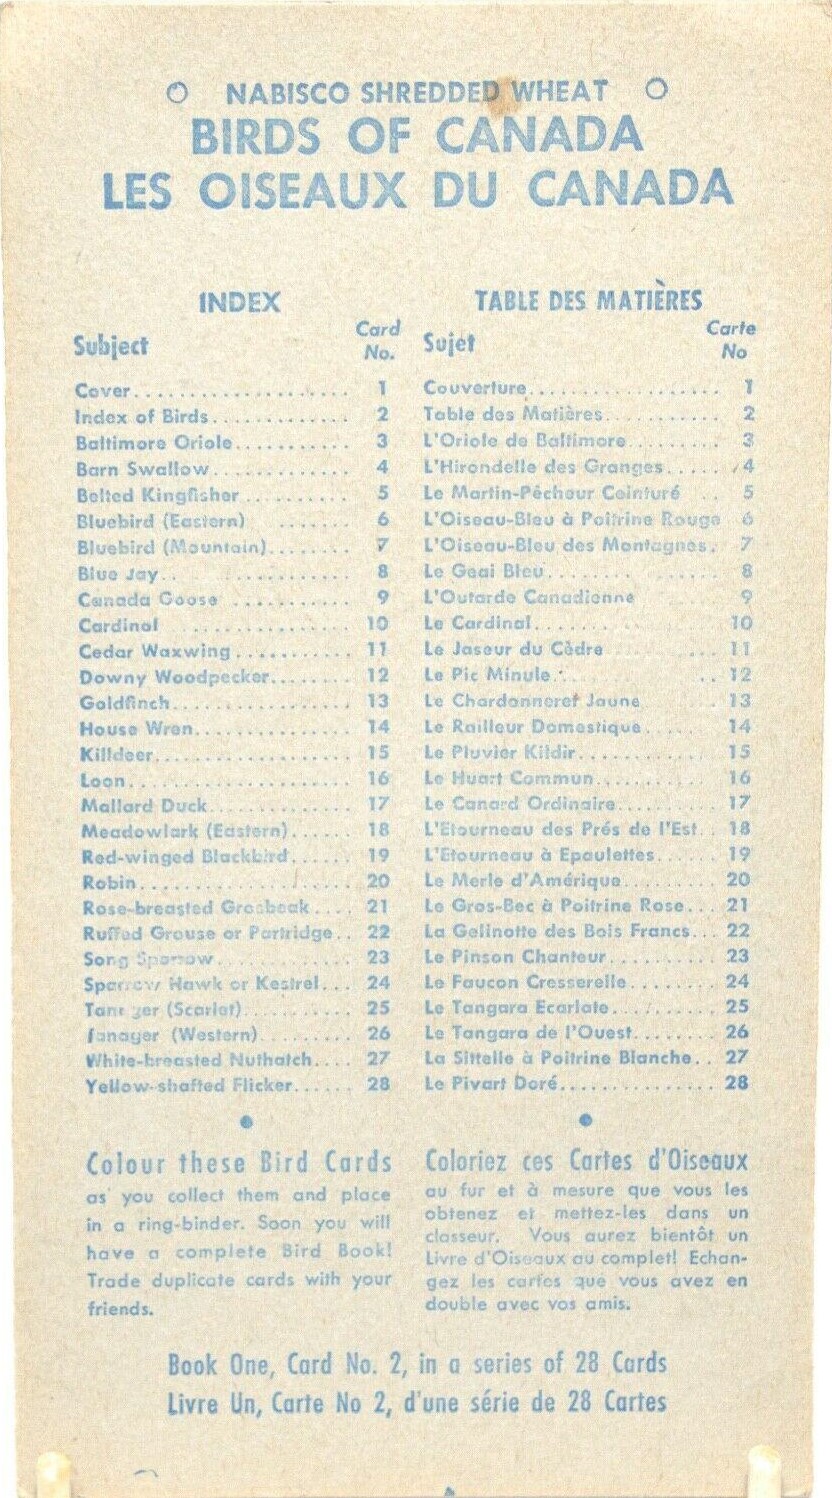 NABISCO SHREDDED WHEAT
BIRDS OF CANADA
LES OISEAUX DU CANADA
INDEX
Subject Card No.
Cover.................... 1
Index of Birds............. 2
Baltimore Oriole........... 3
Barn Swallow............. 4
Belted Kingfisher .......... 5
Bluebird (Eastern) ....... 6
Bluebird (Mountain)........ 7
Blue Jay.. ............ 8
Canada Goose ........... 9
Cardinal ................ 10
Cedar Waxwing........... 11
Downy Woodpecker........ 12
Goldfinch................. 13
House Wren............... 14
Killdeer................... 15
Loon..................... 16
Mallard Duck............. 17
Meadowlark (Eastern)...... 18
Red-winged Blackbird...... 19
Robin.................... 20
Rose-breasted Grosbeak.... 21
Ruffed Grouse or Partridge.. 22
Song Sparrow............. 23
Sparrow Hawk or Kestrel... 24
Tanager (Scarlet).......... 25
Tanager (Western)......... 26
White-breasted Nuthatch.... 27
Yellow-shafted Flicker...... 28
Colour these Bird Cards
as you collect them and place
in a ring-binder. Soon you will
have a complete Bird Book!
Trade duplicate cards with your
friends.
TABLE DES MATIÈRES
Sujet Carte No
Couverture.................. 1
Table des Matières........... 2
L'Oriole de Baltimore......... 3
L'Hirondelle des Granges..... 4
Le Martin-Pêcheur Ceinturé .. 5
L'Oiseau-Bleu à Poitrine Rouge 6
L'Oiseau-Bleu des Montagnes. 7
Le Geai Bleu........ ....... 8
L'Outarde Canadienne 9
Le Cardinal................. 10
Le Jaseur du Cèdre ... 11
Le Pic Minule.. .. 12
Le Chardonneret Jaune 13
Le Railleur Domestique...... 14
Le Pluvier Kildir............. 15
Le Huart Commun........... 16
Le Canard Ordinaire......... 17
L'Etourneau des Prés de l'Est. . 18
L'Etourneau à Epaulettes...... 19
Le Merle d'Amérique......... 20
Le Gros-Bec à Poitrine Rose... 21
La Gelinotte des Bois Francs... 22
Le Pinson Chanteur.......... 23
Le Faucon Cresserelle........ 24
Le Tangara Ecarlate.......... 25
Le Tangara de l'Ouest........ 26
La Sittelle à Poitrine Blanche.. 27
Le Pivart Doré............... 28
Coloriez ces Cartes d'Oiseaux
au fur et à mesure que vous les
obtenez et mettez-les dans un
classeur. Vous aurez bientôt un
Livre d'Oiseaux au complet! Echan-
gez les cartes que vous avez en
double avec vos amis.
Book One, Card No. 2, in a series of 28 Cards
Livre Un, Carte No 2, d'une série de 28 Cartes